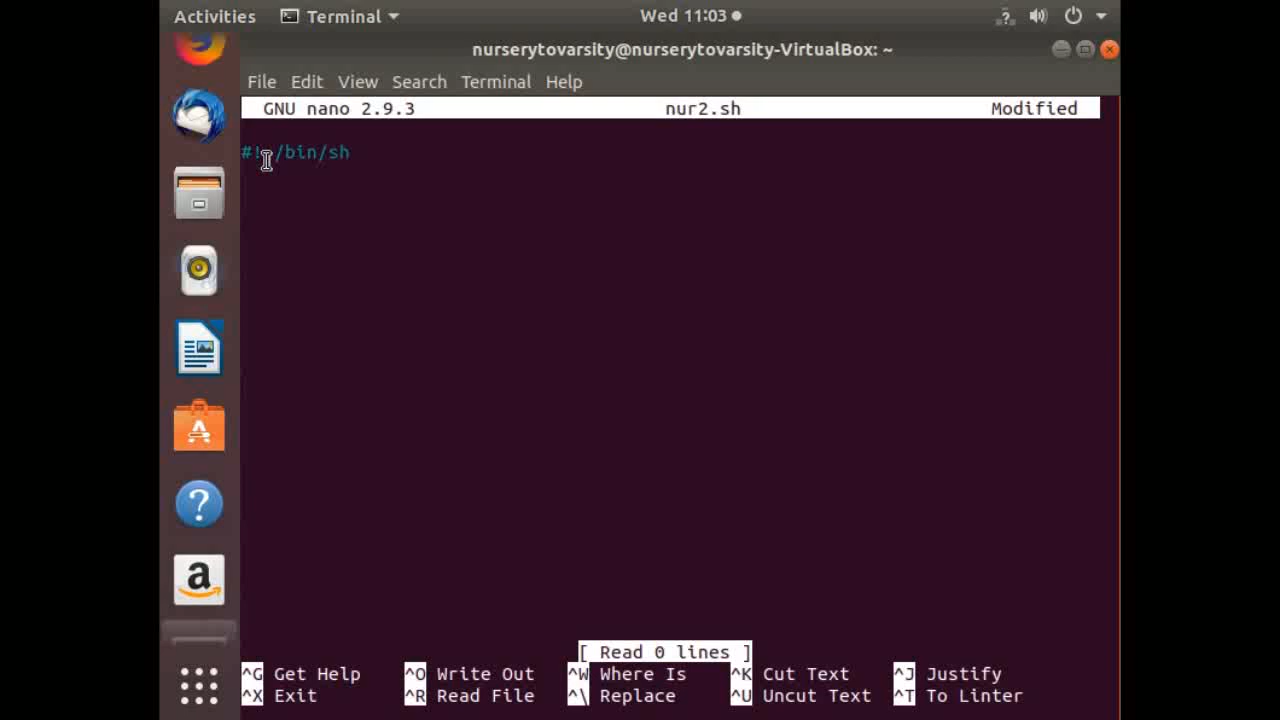 Activities Terminal Wed 11:03
nurserytovarsity@nurserytovarsity-VirtualBox: ~
File Edit View Search Terminal Help
GNU nano 2.9.3 nur2.sh Modified
#! /bin/sh
[ Read 0 lines ]
^G Get Help ^O Write Out ^W Where Is ^K Cut Text ^J Justify
^X Exit ^R Read File ^\ Replace ^U Uncut Text ^T To Linter